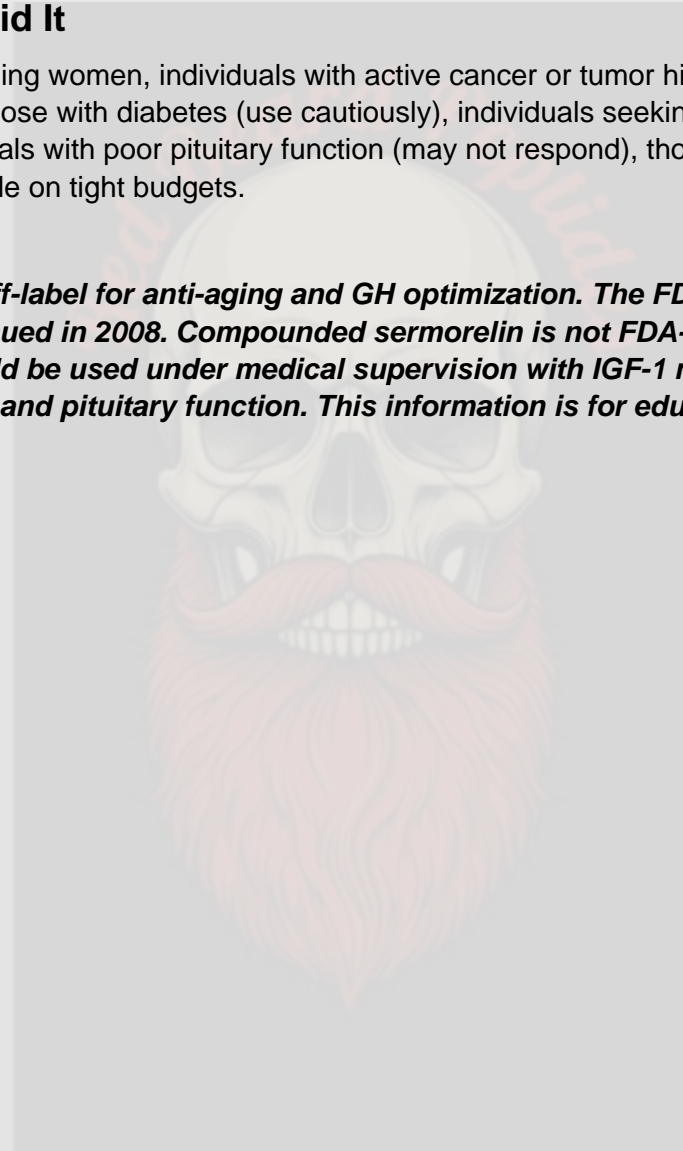 id It
ing women, individuals with active cancer or tumor hi
ose with diabetes (use cautiously), individuals seekin
als with poor pituitary function (may not respond), tho
le on tight budgets.
ff-label for anti-aging and GH optimization. The FD
ued in 2008. Compounded sermorelin is not FDA-
ld be used under medical supervision with IGF-1 r
and pituitary function. This information is for edu